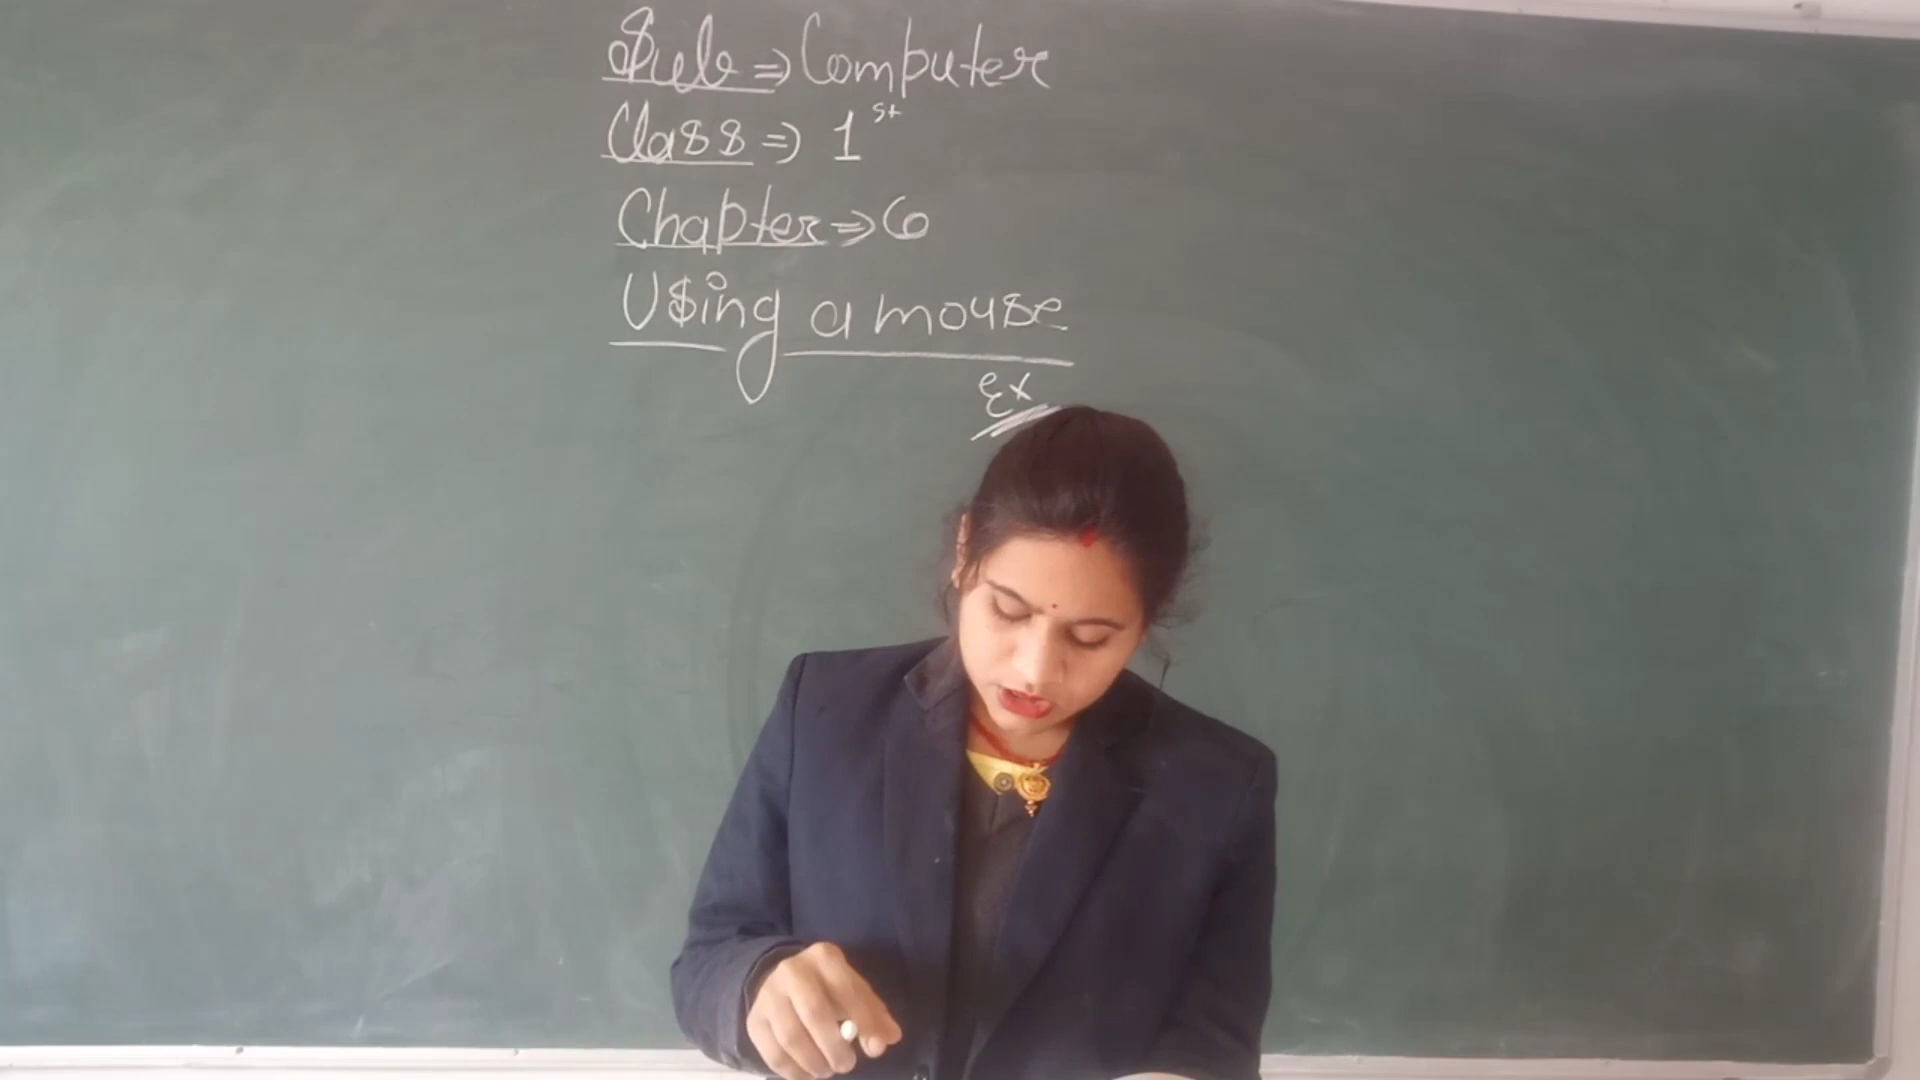 Sub ⇒ Computer
Class ⇒ 1st
Chapter ⇒ 6
Using a mouse
Ex